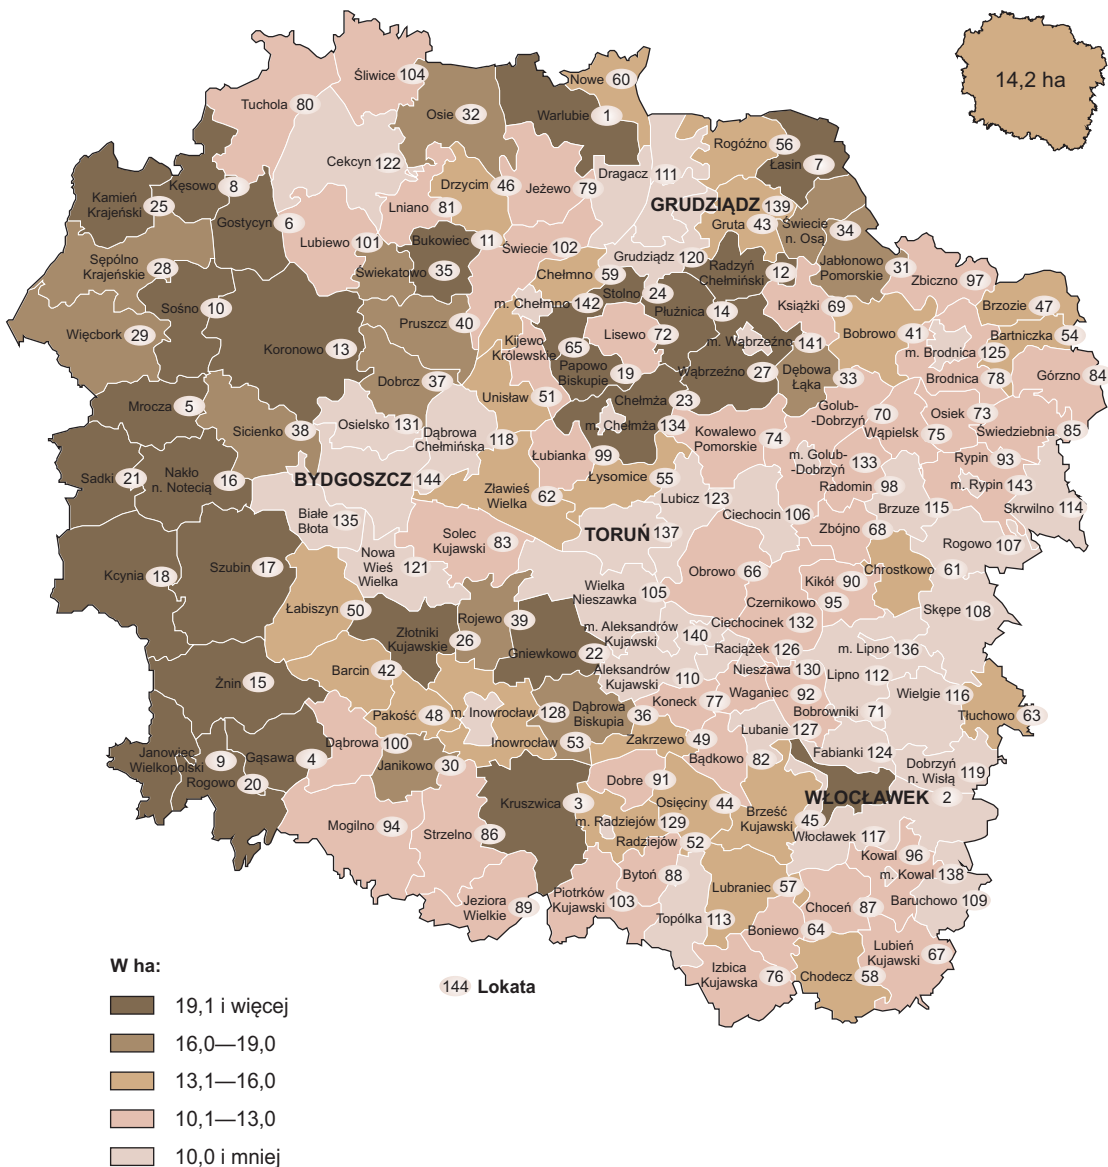 Śliwice 104
Nowe 60
14,2 ha
Tuchola 80
Osie 32
Warlubie 1
Rogóźno 56
Łasin 7
Cekcyn 122
Dragacz 111
Kęsowo 8
Drzycim 46
Jeżewo 79
Kamień
Krajeński 25
Lniano 81
GRUDZIĄDZ 139
Gostycyn 6
Gruta 43
Świecie
n. Osą 34
Lubiewo 101
Bukowiec 11
Świecie 102
Grudziądz 120
Sępólno
Krajeńskie 28
Świekatowo 35
Chełmno 59
Radzyń
Chełmiński 12
Jabłonowo
Pomorskie 31
Zbiczno 97
Stolno 24
Sośno 10
m. Chełmno 142
Płużnica 14
Książki 69
Brzozie 47
Więcbork 29
Pruszcz 40
Kijewo
Królewskie 65
Lisewo 72
m. Wąbrzeźno 141
Bobrowo 41
Bartniczka 54
Koronowo 13
m. Brodnica 125
Papowo
Biskupie 19
Wąbrzeźno 27
Dębowa
Łąka 33
Brodnica 78
Górzno 84
Dobrcz 37
Unisław 51
Chełmża 23
Mrocza 5
Golub-
-Dobrzyń 70
Osiek 73
Sicienko 38
Osielsko 131
Dąbrowa
Chełmińska 118
m. Chełmża 134
Kowalewo
Pomorskie 74
Wąpielsk 75
Świedziebnia 85
Łubianka 99
m. Golub-
-Dobrzyń 133
Rypin 93
Sadki 21
Nakło
n. Notecią 16
BYDGOSZCZ 144
Łysomice 55
Radomin 98
m. Rypin 143
Zławieś
Wielka 62
Lubicz 123
Ciechocin 106
Brzuze 115
Skrwilno 114
Białe
Błota 135
Solec
Kujawski 83
TORUŃ 137
Zbójno 68
Rogowo 107
Nowa
Wieś
Wielka 121
Kcynia 18
Szubin 17
Obrowo 66
Kikół 90
Chrostkowo 61
Wielka
Nieszawka 105
Czernikowo 95
Łabiszyn 50
Rojewo 39
Ciechocinek 132
Skępe 108
Złotniki
Kujawskie 26
m. Aleksandrów
Kujawski 140
Gniewkowo 22
Raciążek 126
m. Lipno 136
Barcin 42
Aleksandrów
Kujawski 110
Nieszawa 130
Lipno 112
Żnin 15
Waganiec 92
Wielgie 116
Pakość 48
m. Inowrocław 128
Dąbrowa
Biskupia 36
Koneck 77
Bobrowniki 71
Tłuchowo 63
Dąbrowa 100
Inowrocław 53
Zakrzewo 49
Lubanie 127
Janowiec
Wielkopolski 9
Gąsawa 4
Janikowo 30
Bądkowo 82
Fabianki 124
Dobrzyń
n. Wisłą 119
Rogowo 20
Dobre 91
Kruszwica 3
Osięciny 44
WŁOCŁAWEK 2
Brześć
Kujawski 45
Mogilno 94
Strzelno 86
m. Radziejów 129
Włocławek 117
Radziejów 52
Kowal 96
Bytoń 88
m. Kowal 138
Lubraniec 57
Jeziora
Wielkie 89
Piotrków
Kujawski 103
Choceń 87
Baruchowo 109
Topólka 113
Boniewo 64
Lubień
Kujawski 67
Izbica
Kujawska 76
Chodecz 58
W ha:
144 Lokata
19,1 i więcej
16,0—19,0
13,1—16,0
10,1—13,0
10,0 i mniej